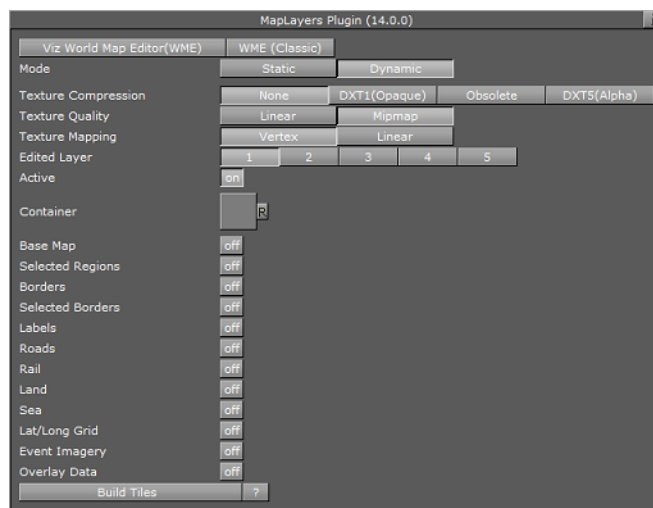 MapLayers Plugin (14.0.0)
Viz World Map Editor(WME) WME (Classic)
Mode Static Dynamic
Texture Compression None DXT1(Opaque) Obsolete DXT5(Alpha)
Texture Quality Linear Mipmap
Texture Mapping Vertex Linear
Edited Layer 1 2 3 4 5
Active on
Container R
Base Map off
Selected Regions off
Borders off
Selected Borders off
Labels off
Roads off
Rail off
Land off
Sea off
Lat/Long Grid off
Event Imagery off
Overlay Data off
Build Tiles ?